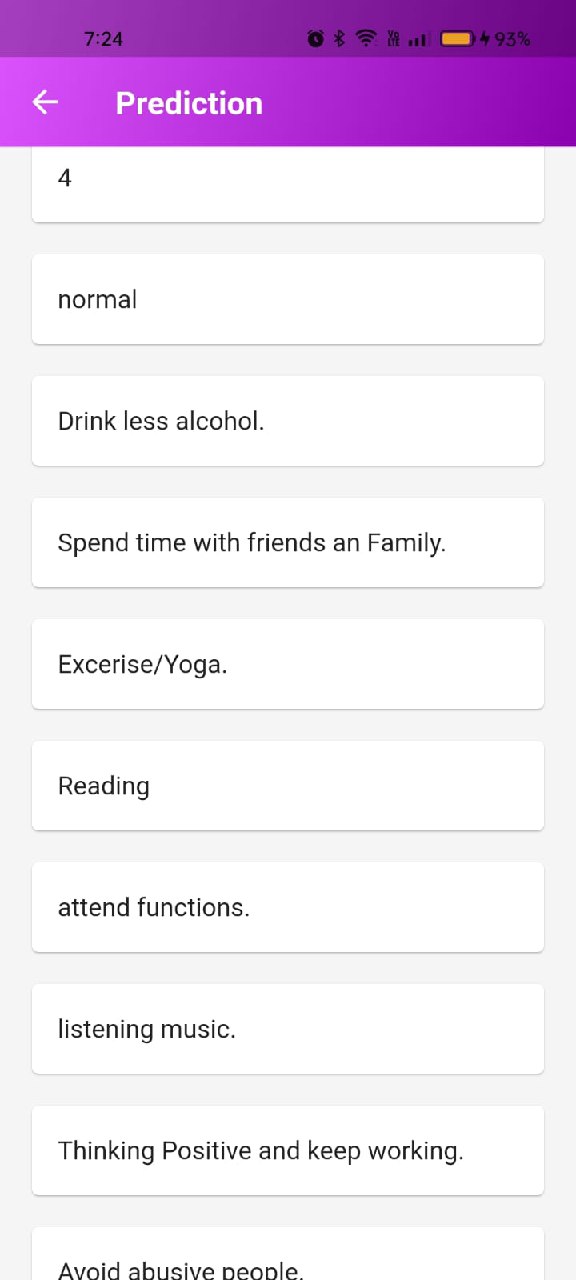 7:24
93%
Prediction
4
normal
Drink less alcohol.
Spend time with friends an Family.
Excerise/Yoga.
Reading
attend functions.
listening music.
Thinking Positive and keep working.
Avoid abusive people.